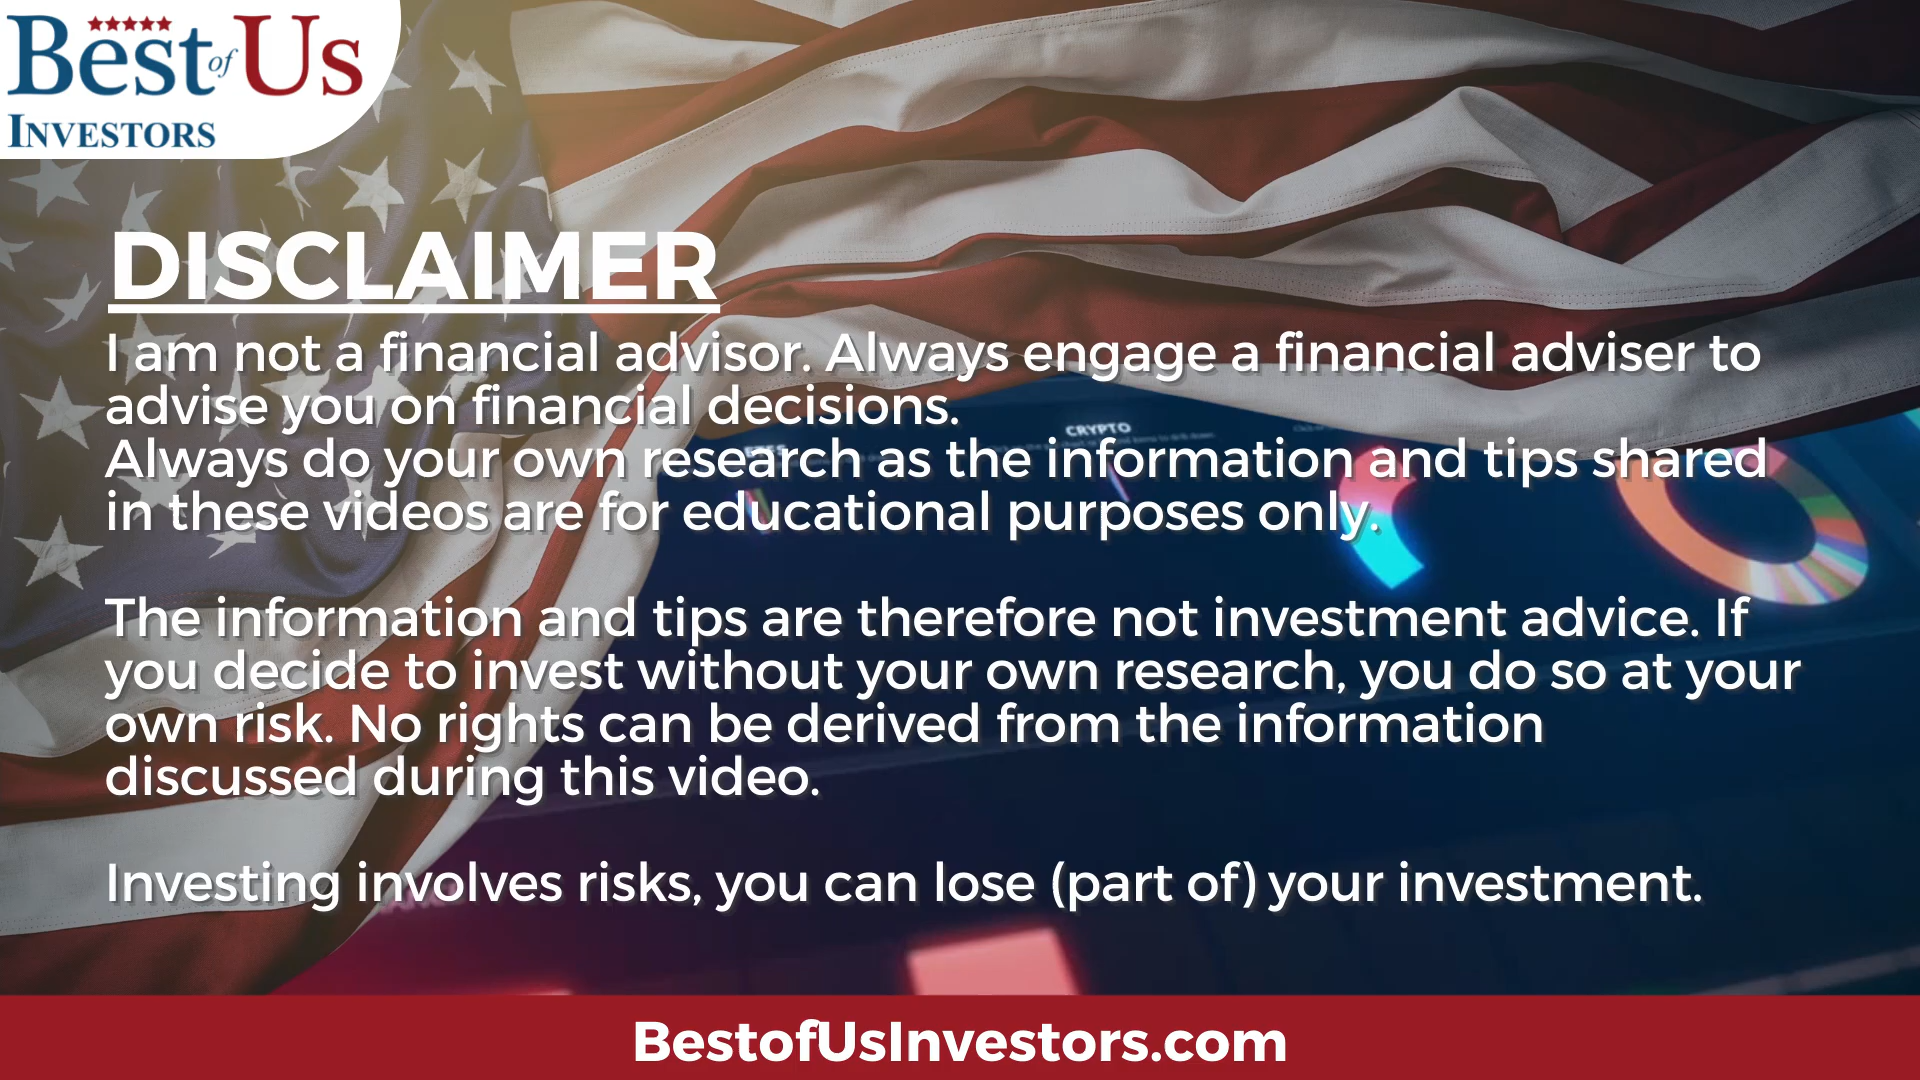 Best of Us
INVESTORS
DISCLAIMER
I am not a financial advisor. Always engage a financial adviser to
advise you on financial decisions.
CRYPTO
Always do your own research as the information and tips shared
in these videos are for educational purposes only.
The information and tips are therefore not investment advice. If
you decide to invest without your own research, you do so at your
own risk. No rights can be derived from the information
discussed during this video.
Investing involves risks, you can lose (part of) your investment.
BestofUsInvestors.com